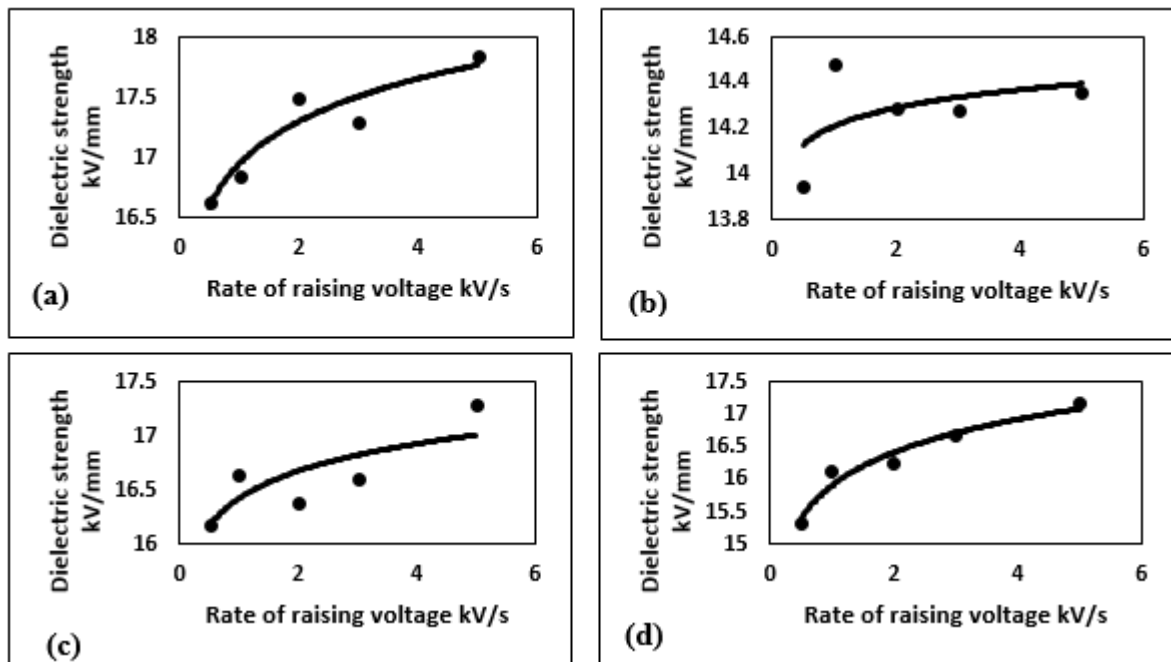 Dielectric strength
kV/mm
18
17.5
17
16.5
0
2
4
6
Rate of raising voltage kV/s
(a)
Dielectric strength
kV/mm
14.6
14.4
14.2
14
13.8
0
2
4
6
Rate of raising voltage kV/s
(b)
Dielectric strength
kV/mm
17.5
17
16.5
16
0
2
4
6
Rate of raising voltage kV/s
(c)
Dielectric strength
kV/mm
17.5
17
16.5
16
15.5
15
0
2
4
6
Rate of raising voltage kV/s
(d)